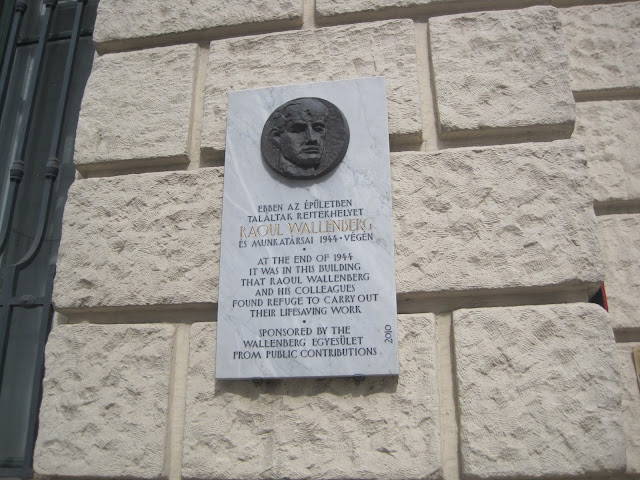 EBBEN AZ ÉPÜLETBEN
TALÁLTAK REJTEKHELYET
RAOUL WALLENBERG
ÉS MUNKATÁRSAI 1944 · VÉGÉN
•
AT THE END OF 1944
IT WAS IN THIS BUILDING
THAT RAOUL WALLENBERG
AND HIS COLLEAGUES
FOUND REFUGE TO CARRY OUT
THEIR LIFESAVING WORK
•
SPONSORED BY THE
WALLENBERG EGYESÜLET
FROM PUBLIC CONTRIBUTIONS
2010